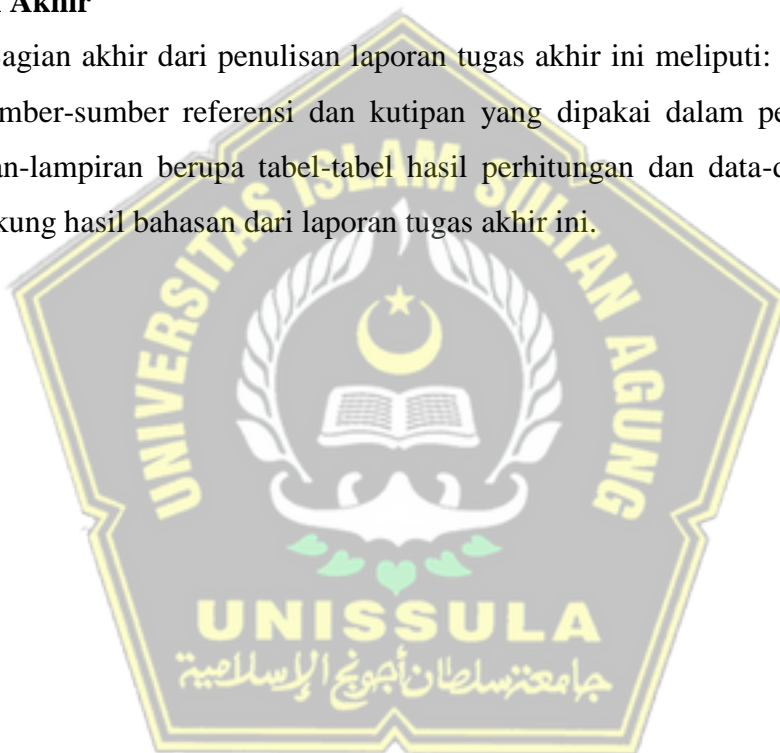 Akhir
agian akhir dari penulisan laporan tugas akhir ini meliputi:
mber-sumber referensi dan kutipan yang dipakai dalam pe
an-lampiran berupa tabel-tabel hasil perhitungan dan data-d
kung hasil bahasan dari laporan tugas akhir ini.
UNIVERSITAS ISLAM SULTAN AGUNG
UNISSULA
جامعنساطان أجونج الإسلامية